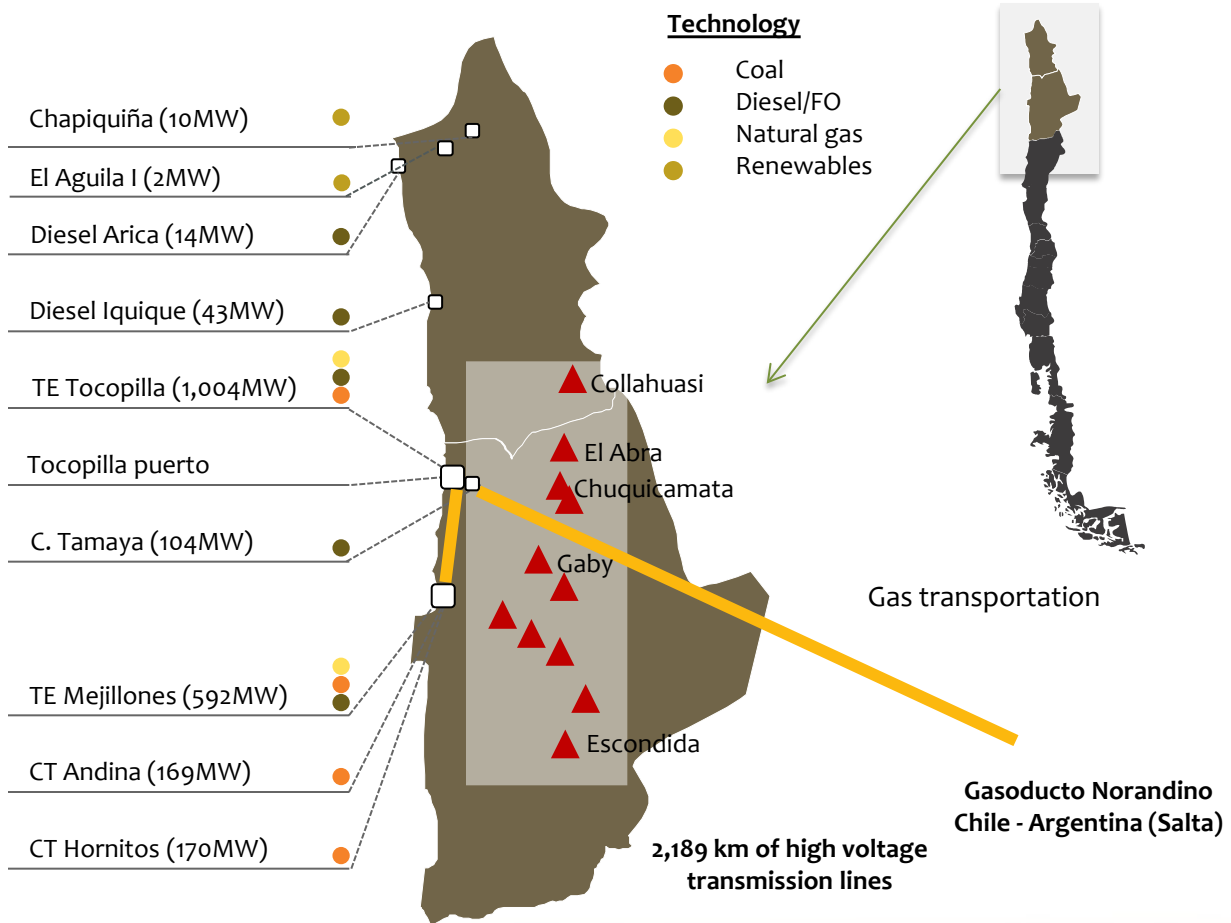 Technology
Coal
Diesel/FO
Natural gas
Renewables
Chapiquiña (10MW)
El Aguila I (2MW)
Diesel Arica (14MW)
Diesel Iquique (43MW)
TE Tocopilla (1,004MW)
Tocopilla puerto
C. Tamaya (104MW)
TE Mejillones (592MW)
CT Andina (169MW)
CT Hornitos (170MW)
Collahuasi
El Abra
Chuquicamata
Gaby
Escondida
Gas transportation
Gasoducto Norandino
Chile - Argentina (Salta)
2,189 km of high voltage
transmission lines